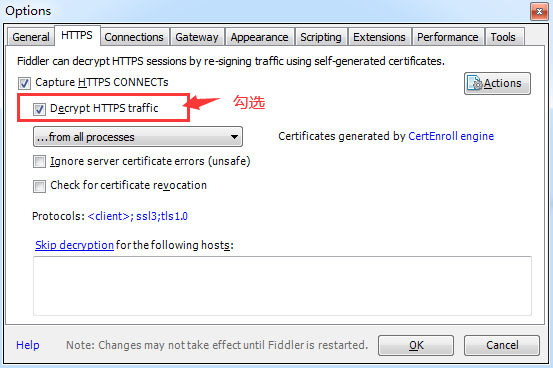 Options
General HTTPS Connections Gateway Appearance Scripting Extensions Performance Tools
Fiddler can decrypt HTTPS sessions by re-signing traffic using self-generated certificates.
Capture HTTPS CONNECTs
Actions
Decrypt HTTPS traffic
勾选
...from all processes
Certificates generated by CertEnroll engine
Ignore server certificate errors (unsafe)
Check for certificate revocation
Protocols: <client>; ssl3;tls1.0
Skip decryption for the following hosts:
Help Note: Changes may not take effect until Fiddler is restarted. OK Cancel